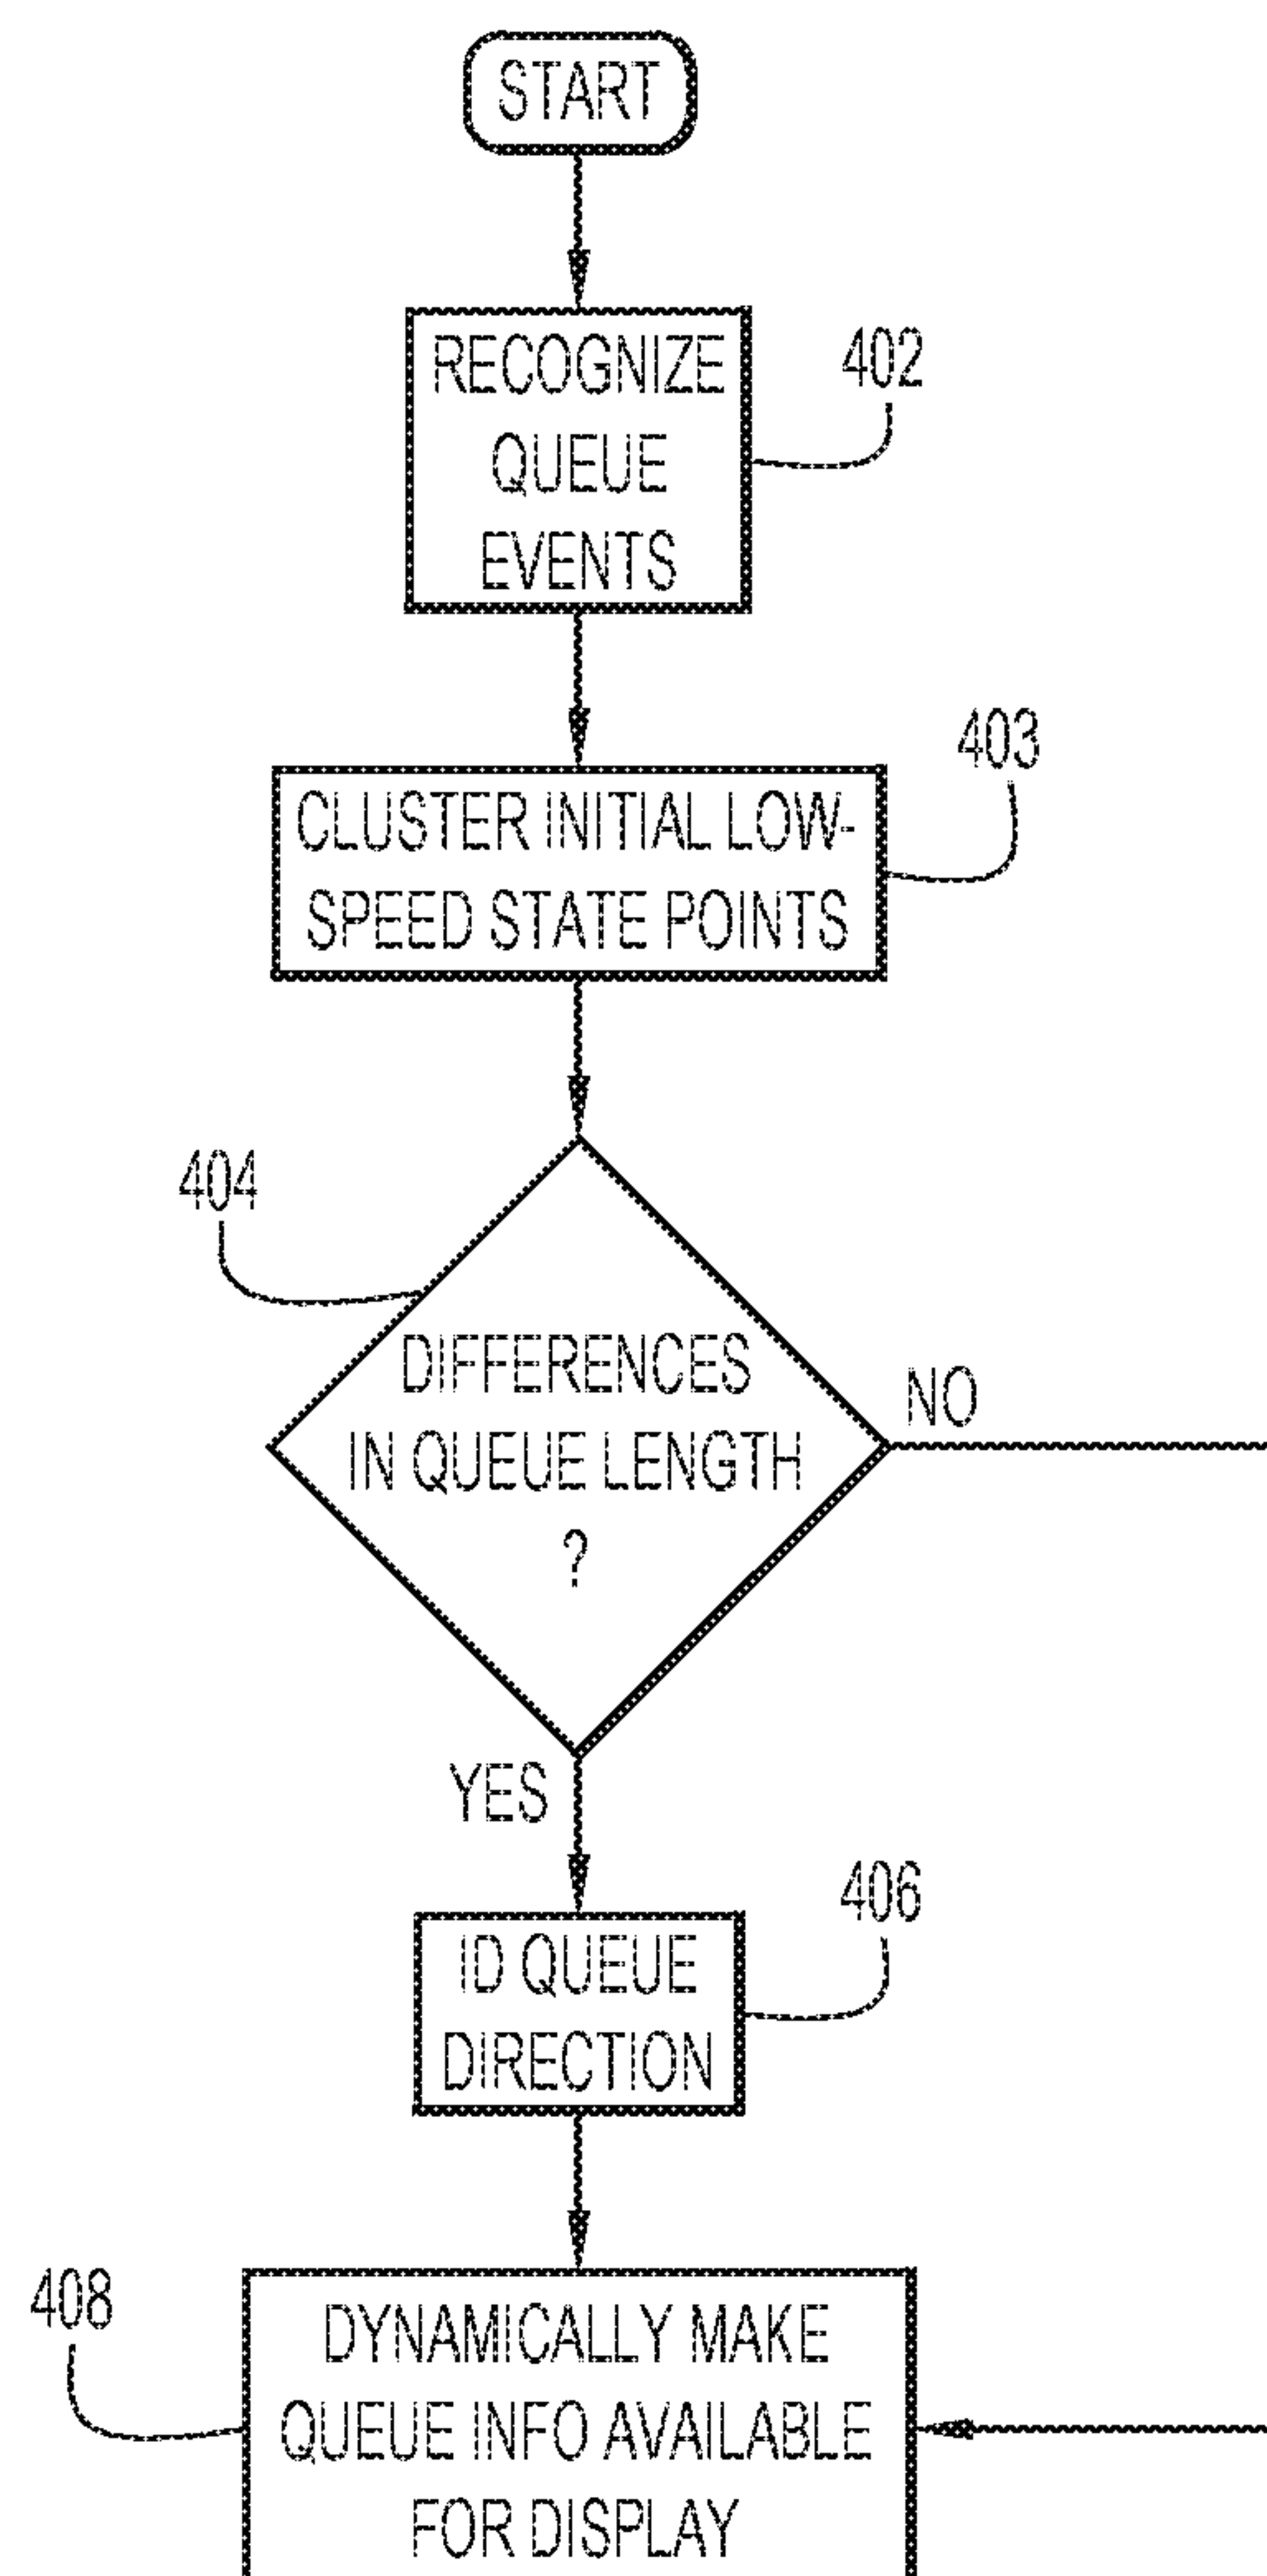 START
RECOGNIZE
QUEUE
EVENTS
402
CLUSTER INITIAL LOW-
SPEED STATE POINTS
403
404
DIFFERENCES
IN QUEUE LENGTH
?
NO
YES
ID QUEUE
DIRECTION
406
408
DYNAMICALLY MAKE
QUEUE INFO AVAILABLE
FOR DISPLAY